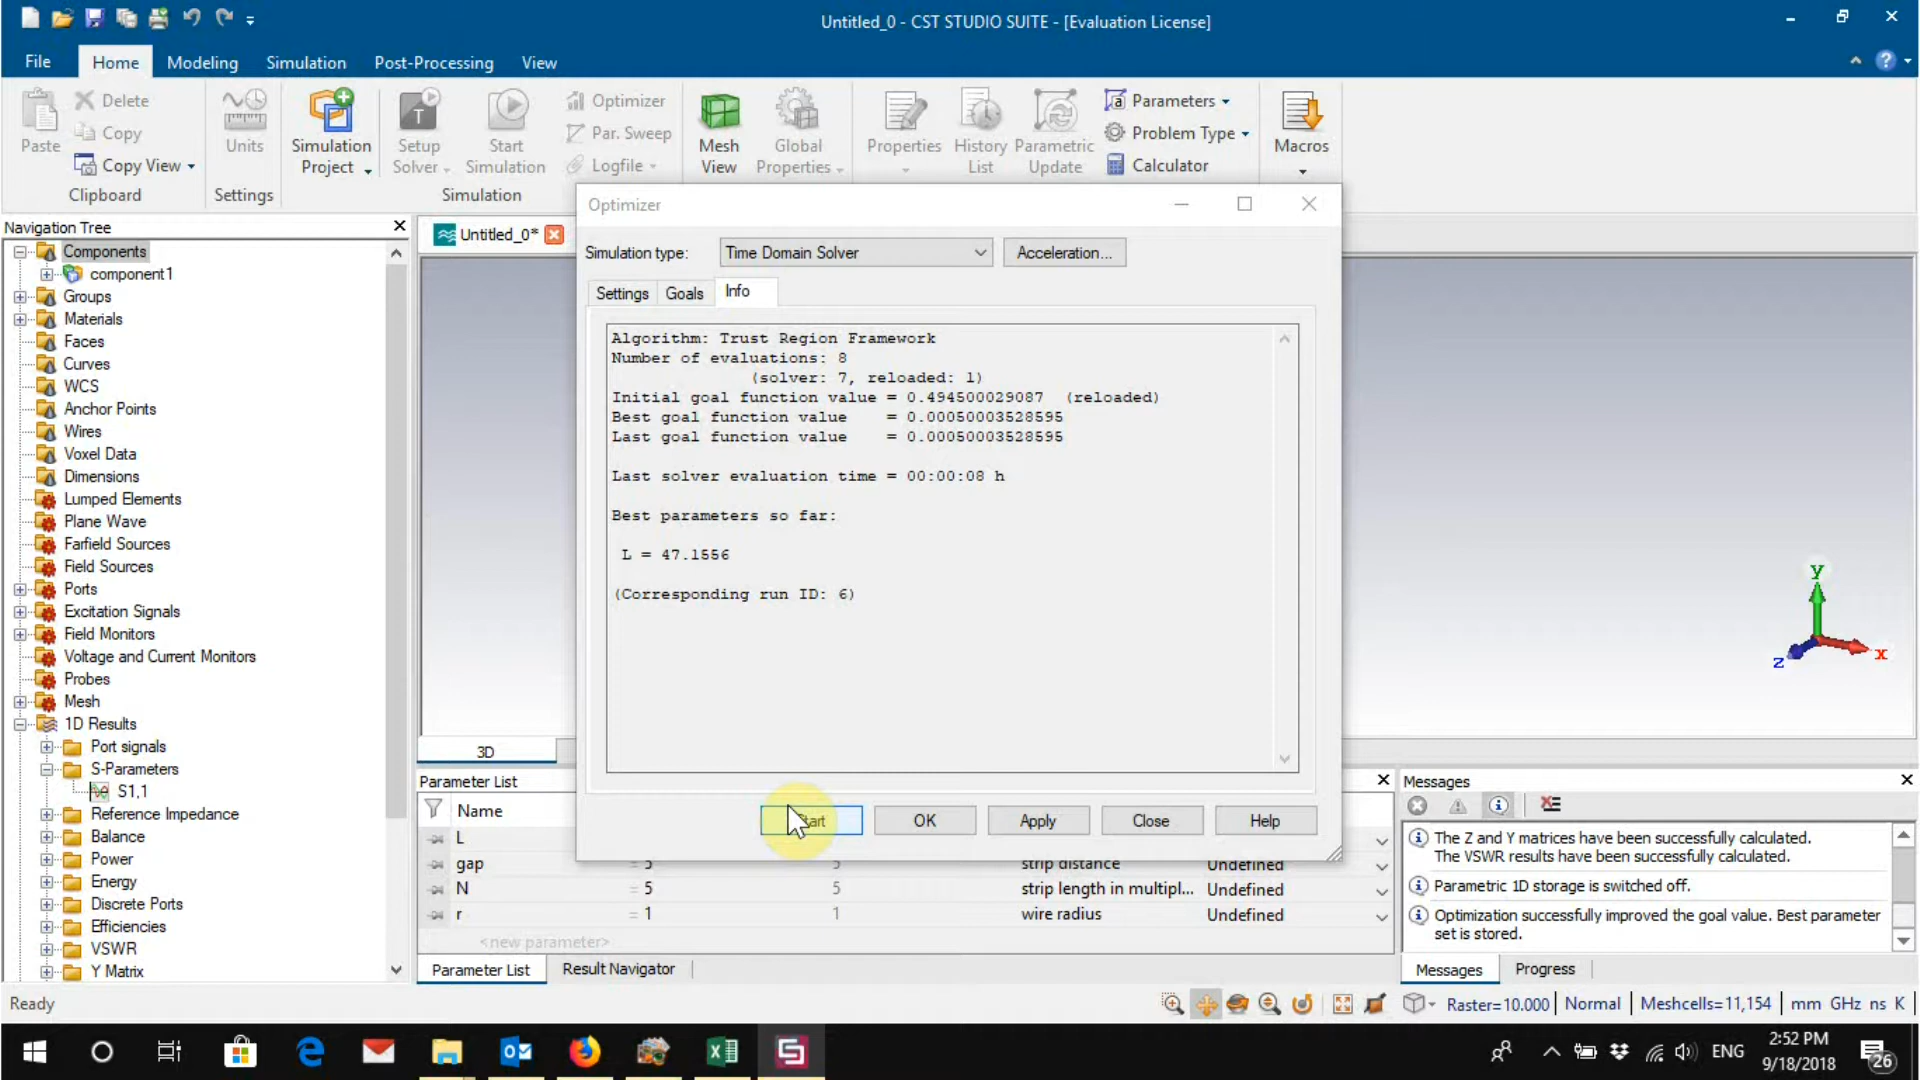 Untitled_0 - CST STUDIO SUITE - [Evaluation License]
File
Home
Modeling
Simulation
Post-Processing
View
Paste
Delete
Copy
Copy View
Clipboard
Units
Settings
Simulation
Project
Setup
Solver
Start
Simulation
Optimizer
Par. Sweep
Logfile
Simulation
Mesh
View
Global
Properties
Properties
History
List
Parametric
Update
Parameters
Problem Type
Calculator
Macros
Navigation Tree
Components
component1
Groups
Materials
Faces
Curves
WCS
Anchor Points
Wires
Voxel Data
Dimensions
Lumped Elements
Plane Wave
Farfield Sources
Field Sources
Ports
Excitation Signals
Field Monitors
Voltage and Current Monitors
Probes
Mesh
1D Results
Port signals
S-Parameters
S1,1
Reference Impedance
Balance
Power
Energy
Discrete Ports
Efficiencies
VSWR
Y Matrix
Untitled_0*
Optimizer
Simulation type:
Time Domain Solver
Acceleration...
Settings
Goals
Info
Algorithm: Trust Region Framework
Number of evaluations: 8
(solver: 7, reloaded: 1)
Initial goal function value = 0.494500029087 (reloaded)
Best goal function value = 0.00050003528595
Last goal function value = 0.00050003528595
Last solver evaluation time = 00:00:08 h
Best parameters so far:
L = 47.1556
(Corresponding run ID: 6)
OK
Apply
Close
Help
y
x
z
3D
Parameter List
Name
L
gap = 5 5 strip distance Undefined
N = 5 5 strip length in multipl... Undefined
r = 1 1 wire radius Undefined
<new parameter>
Parameter List
Result Navigator
Messages
The Z and Y matrices have been successfully calculated.
The VSWR results have been successfully calculated.
Parametric 1D storage is switched off.
Optimization successfully improved the goal value. Best parameter
set is stored.
Messages
Progress
Ready
Raster=10.000
Normal
Meshcells=11,154
mm GHz ns K
ENG
2:52 PM
9/18/2018
26